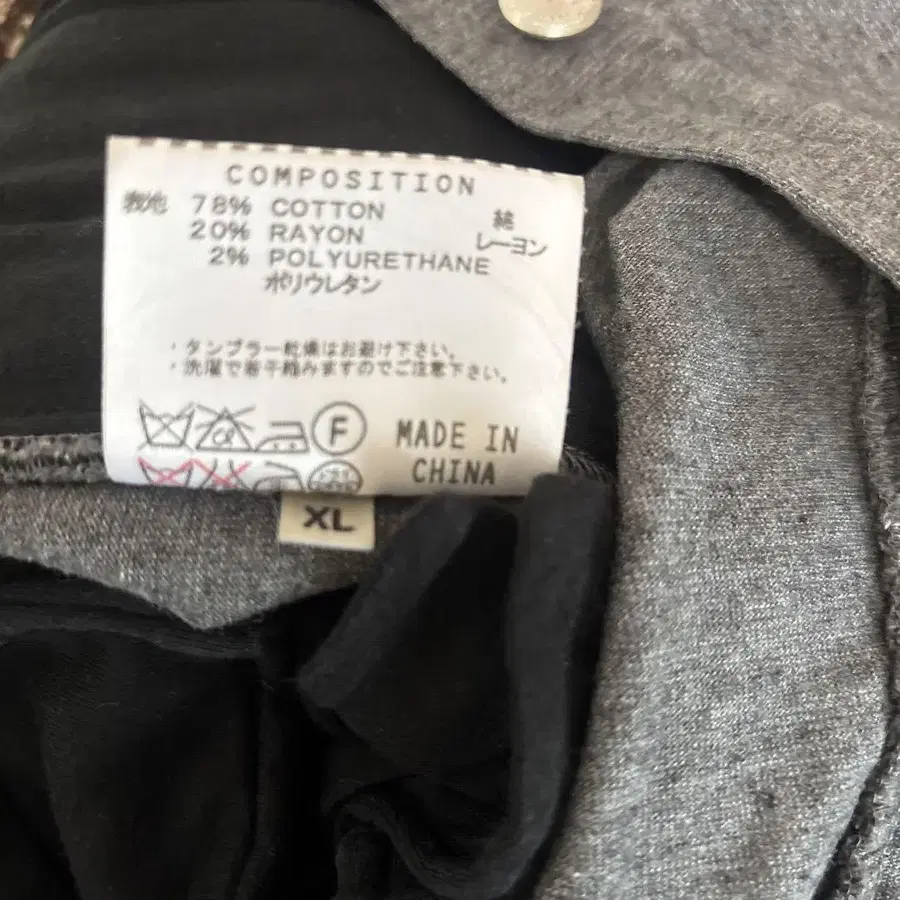 COMPOSITION
表地 78% COTTON 綿
20% RAYON レーヨン
2% POLYURETHANE
ポリウレタン
・タンブラー乾燥はお避け下さい。
・洗濯で若干縮みますのでご注意下さい。
F MADE IN
CHINA
XL